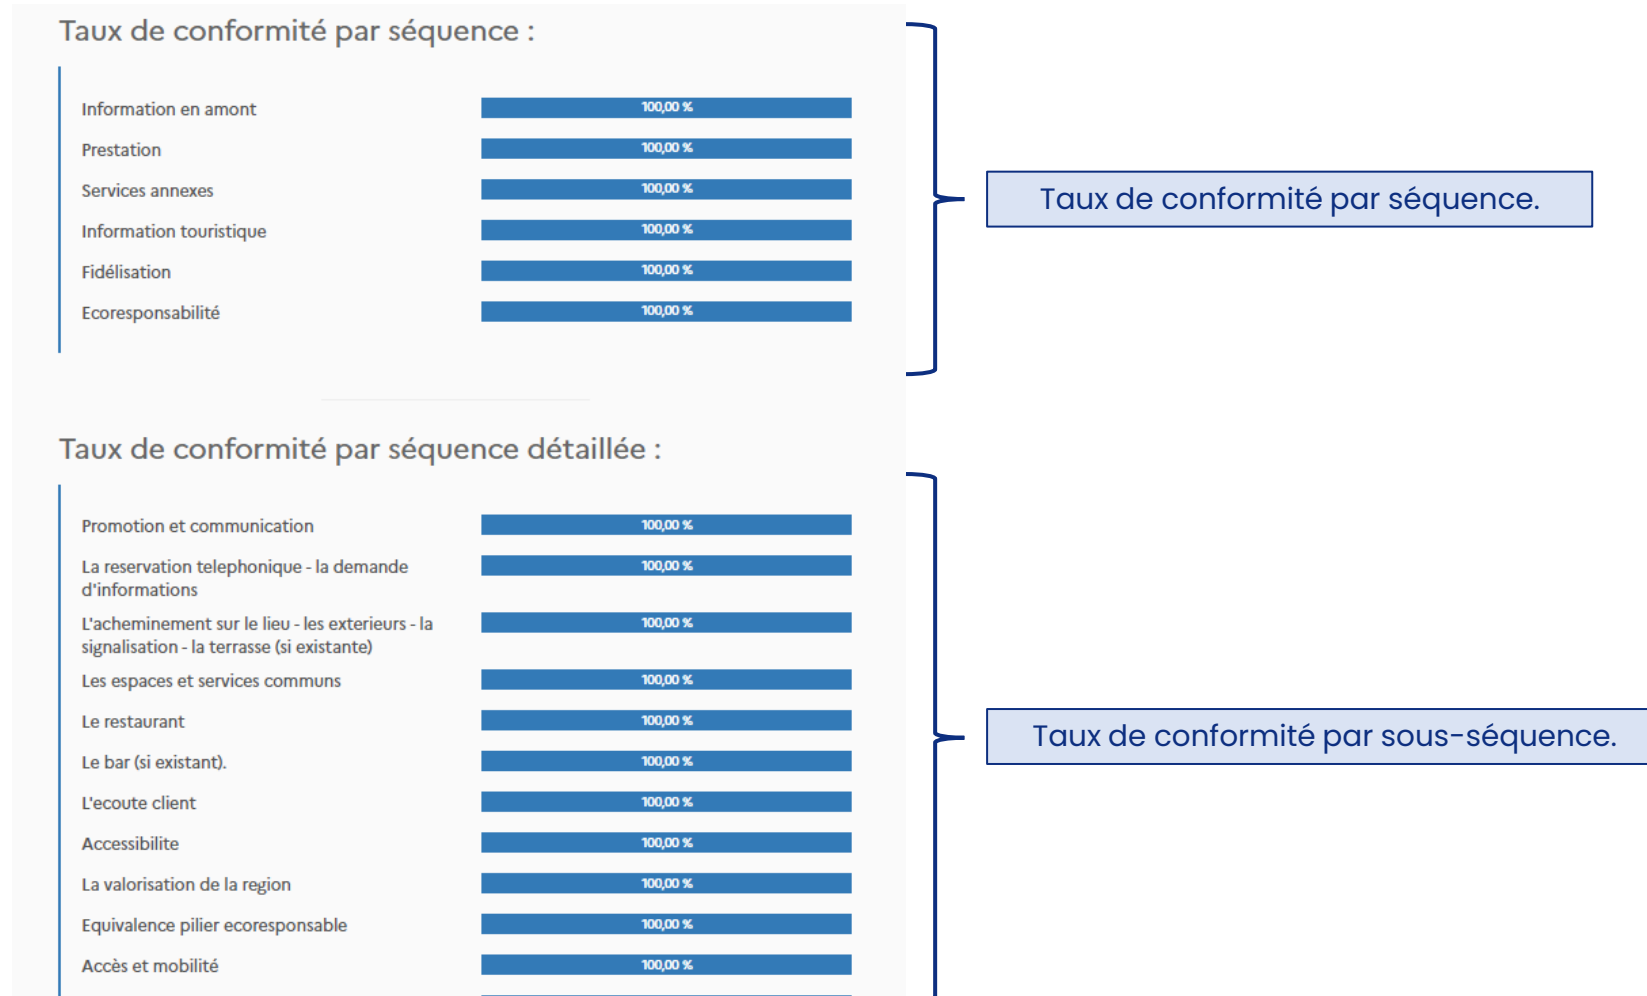 Taux de conformité par séquence :
Information en amont 100,00 %
Prestation 100,00 %
Services annexes 100,00 %
Information touristique 100,00 %
Fidélisation 100,00 %
Ecoresponsabilité 100,00 %
Taux de conformité par séquence.
Taux de conformité par séquence détaillée :
Promotion et communication 100,00 %
La reservation telephonique - la demande 100,00 %
d'informations
L'acheminement sur le lieu - les exterieurs - la 100,00 %
signalisation - la terrasse (si existante)
Les espaces et services communs 100,00 %
Le restaurant 100,00 %
Le bar (si existant). 100,00 %
L'ecoute client 100,00 %
Accessibilite 100,00 %
La valorisation de la region 100,00 %
Equivalence pilier ecoresponsable 100,00 %
Accès et mobilité 100,00 %
Taux de conformité par sous-séquence.